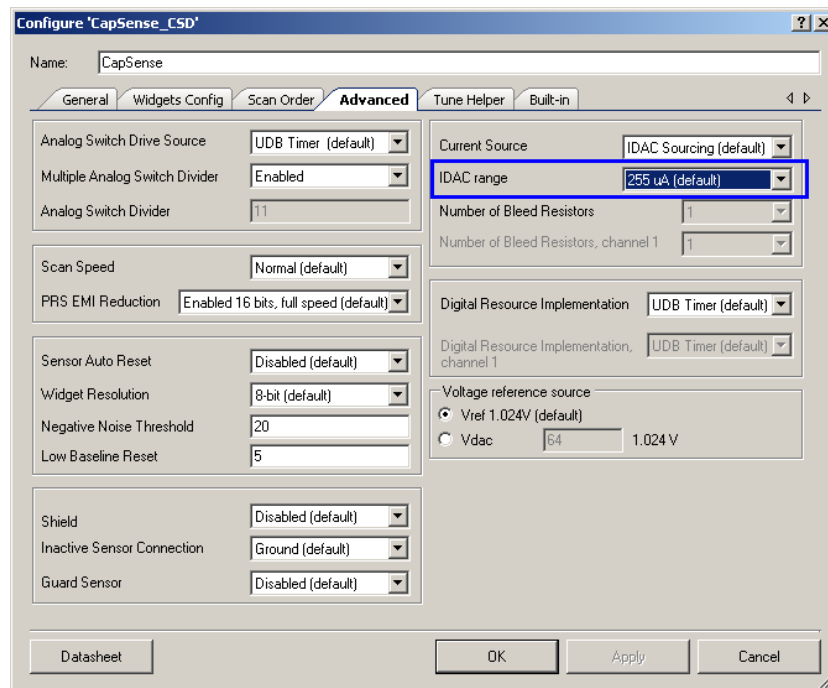 Configure 'CapSense_CSD'
Name: CapSense
General Widgets Config Scan Order Advanced Tune Helper Built-in
Analog Switch Drive Source UDB Timer (default)
Multiple Analog Switch Divider Enabled
Analog Switch Divider 11
Scan Speed Normal (default)
PRS EMI Reduction Enabled 16 bits, full speed (default)
Sensor Auto Reset Disabled (default)
Widget Resolution 8-bit (default)
Negative Noise Threshold 20
Low Baseline Reset 5
Shield Disabled (default)
Inactive Sensor Connection Ground (default)
Guard Sensor Disabled (default)
Current Source IDAC Sourcing (default)
IDAC range 255 uA (default)
Number of Bleed Resistors 1
Number of Bleed Resistors, channel 1 1
Digital Resource Implementation UDB Timer (default)
Digital Resource Implementation, UDB Timer (default)
channel 1
Voltage reference source
Vref 1.024V (default)
Vdac 64 1.024 V
Datasheet OK Apply Cancel